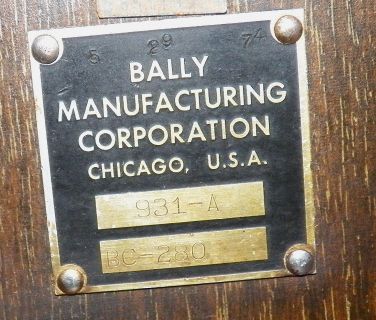 5 29 74
BALLY
MANUFACTURING
CORPORATION
CHICAGO, U.S.A.
931-A
BC-280